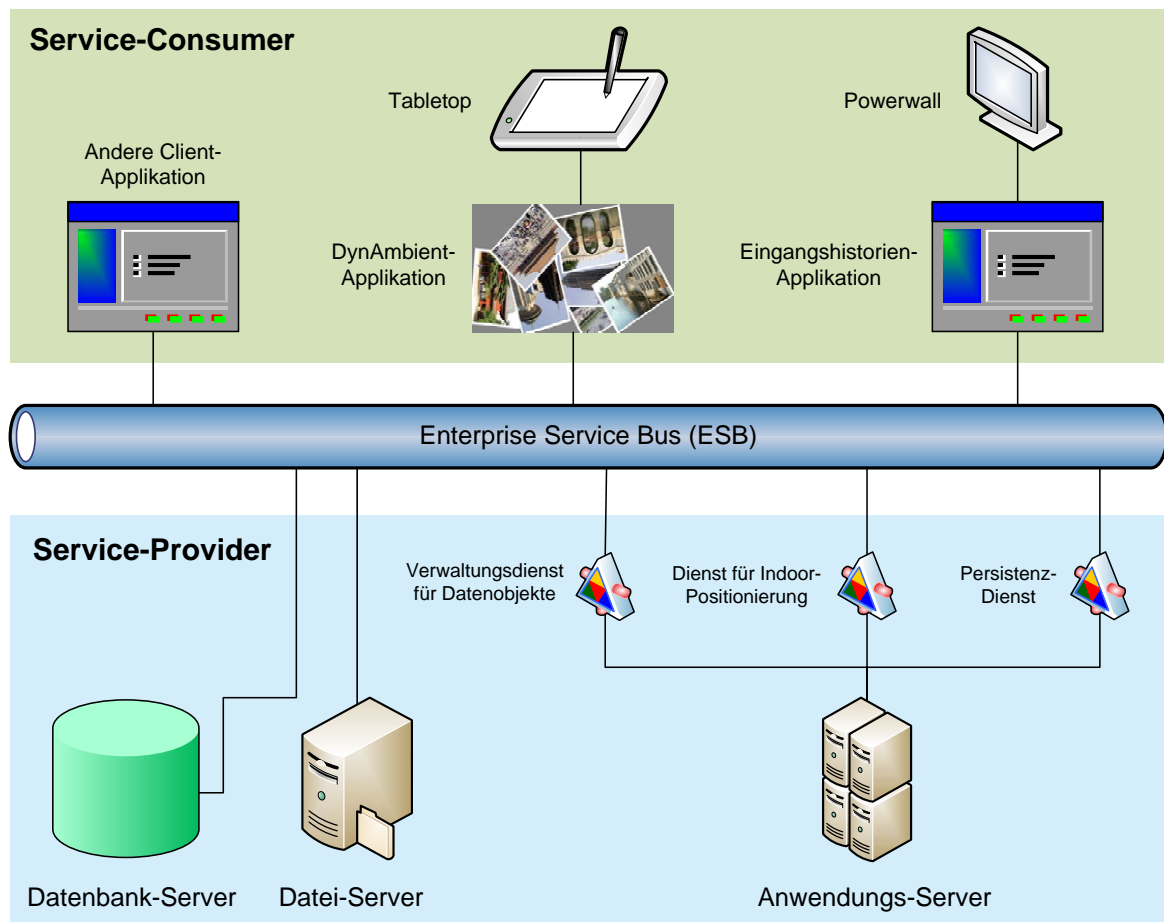 Service-Consumer
Tabletop
Powerwall
Andere Client-
Applikation
DynAmbient-
Applikation
Eingangshistorien-
Applikation
Enterprise Service Bus (ESB)
Service-Provider
Verwaltungsdienst
für Datenobjekte
Dienst für Indoor-
Positionierung
Persistenz-
Dienst
Datenbank-Server
Datei-Server
Anwendungs-Server